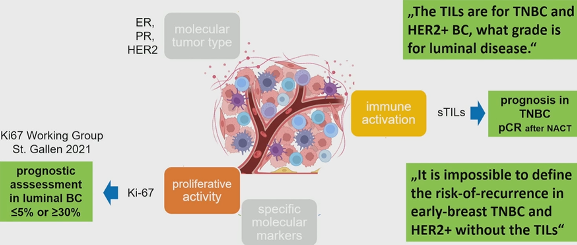 ER,
PR,
HER2
molecular
tumor type
„The TILs are for TNBC and
HER2+ BC, what grade is
for luminal disease.“
immune
activation
sTILs
prognosis in
TNBC
pCR after NACT
Ki67 Working Group
St. Gallen 2021
prognostic
asssessment
in luminal BC
≤5% or ≥30%
Ki-67
proliferative
activity
specific
molecular
markers
„It is impossible to define
the risk-of-recurrence in
early-breast TNBC and
HER2+ without the TILs“